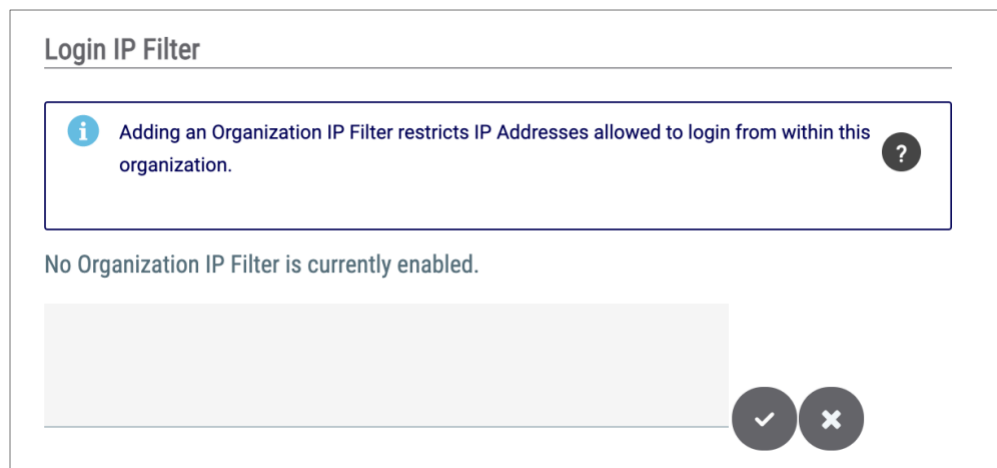 Login IP Filter
i
Adding an Organization IP Filter restricts IP Addresses allowed to login from within this
organization.
?
No Organization IP Filter is currently enabled.